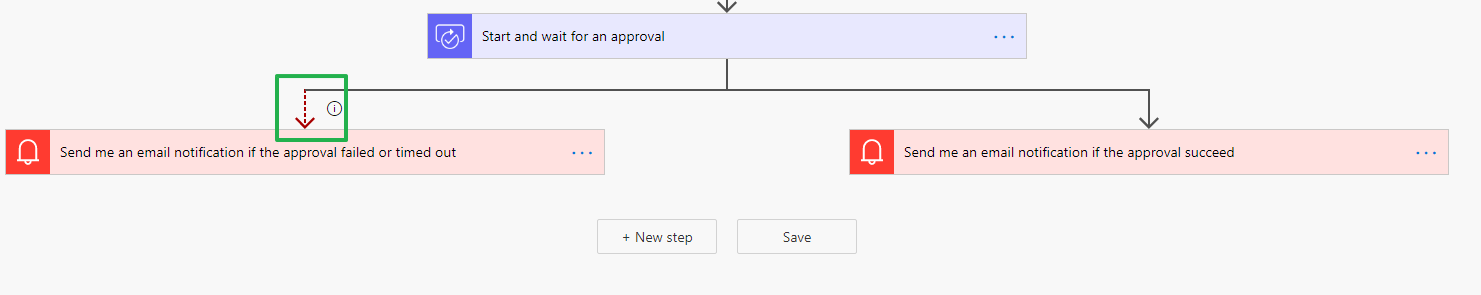 Start and wait for an approval
Send me an email notification if the approval failed or timed out
Send me an email notification if the approval succeed
+ New step
Save